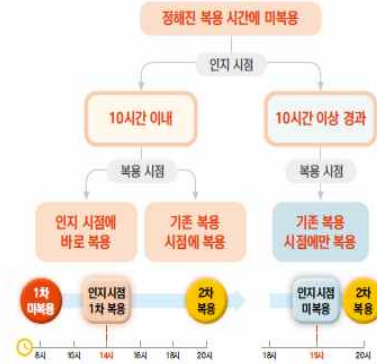 정해진 복용 시간에 미복용
인지 시점
10시간 이내
10시간 이상 경과
복용 시점
복용 시점
인지 시점에
바로 복용
기존 복용
시점에 복용
기존 복용
시점에만 복용
1차
미복용
인지시점
1차 복용
2차
복용
인지시점
미복용
2차
복용
8시 10시 14시 16시 18시 20시
18시 19시 20시